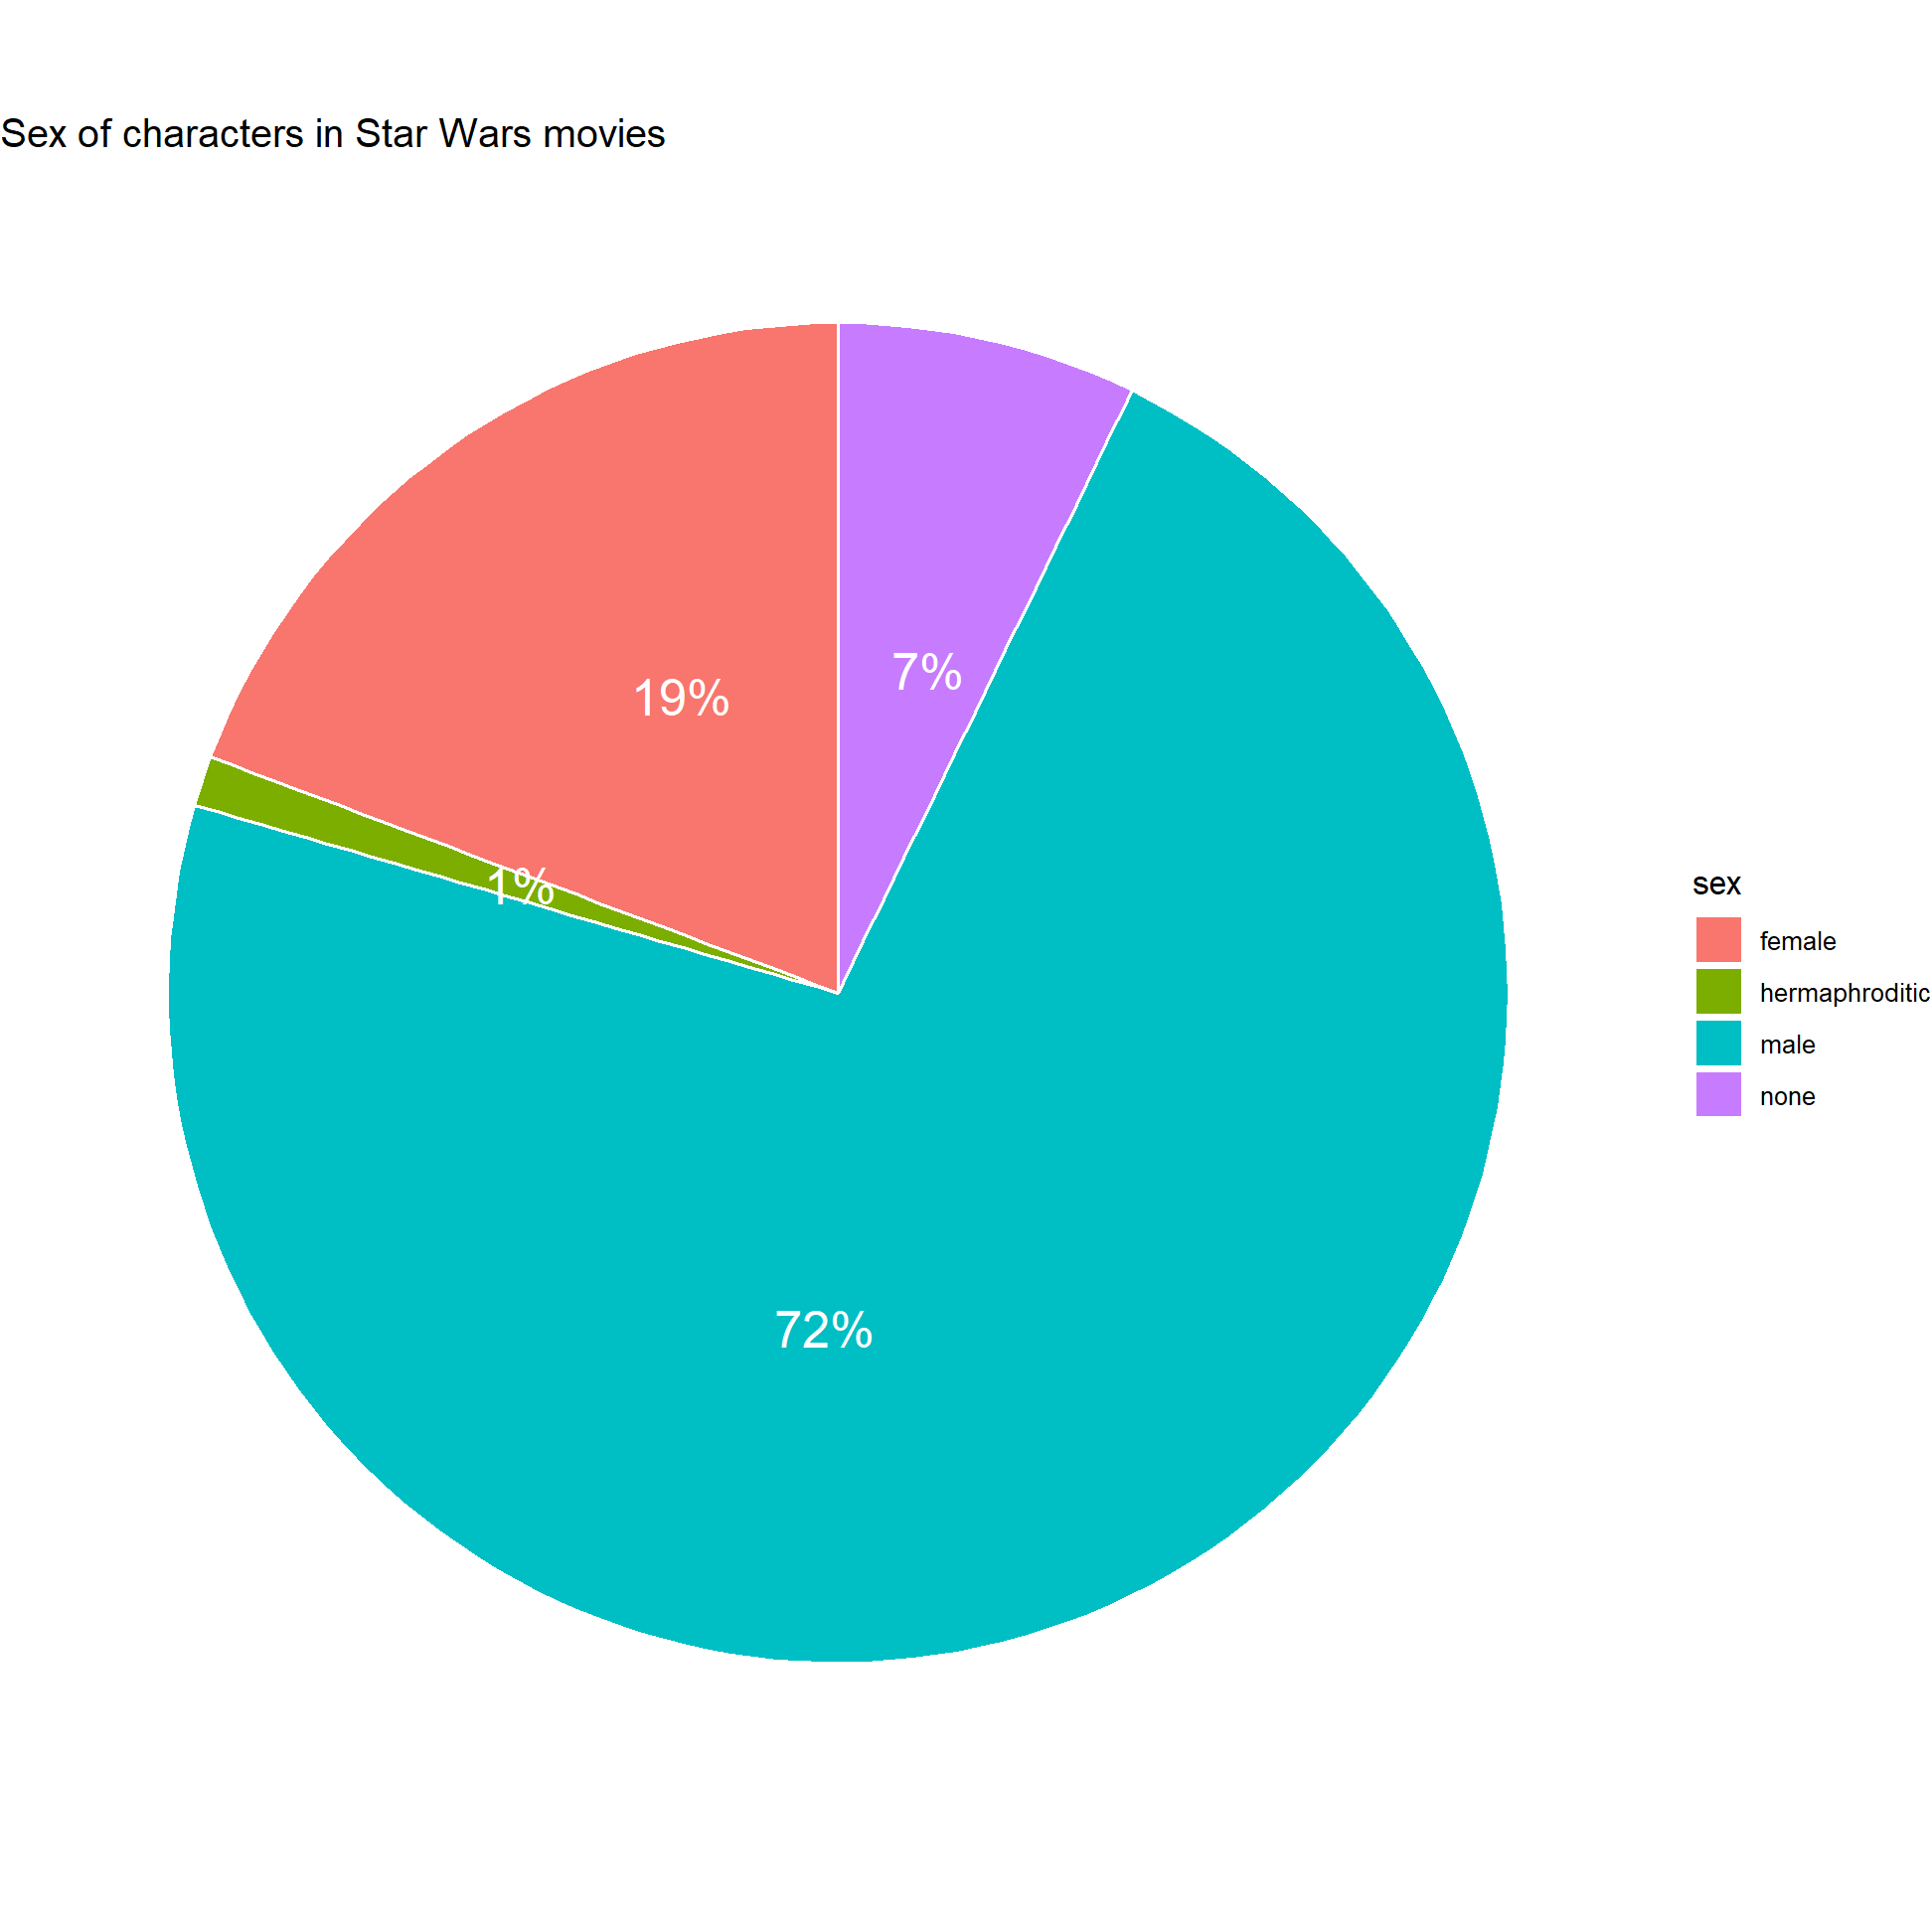 Sex of characters in Star Wars movies
7%
19%
1%
72%
sex
female
hermaphroditic
male
none